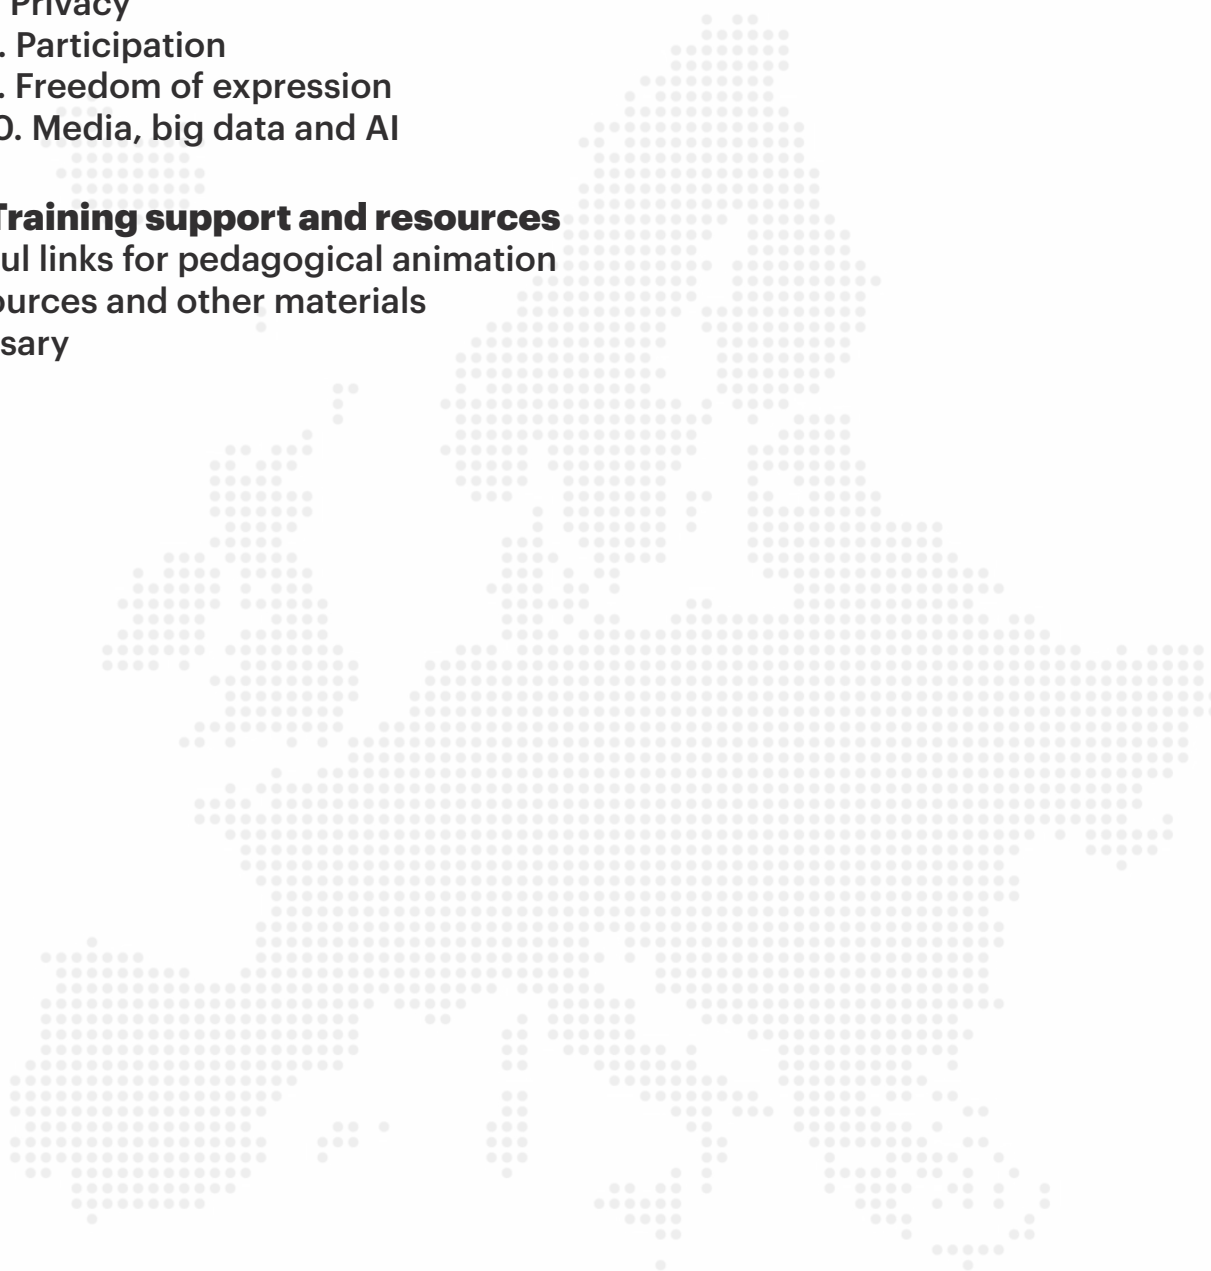 Privacy
. Participation
. Freedom of expression
0. Media, big data and AI
Training support and resources
ul links for pedagogical animation
ources and other materials
sary